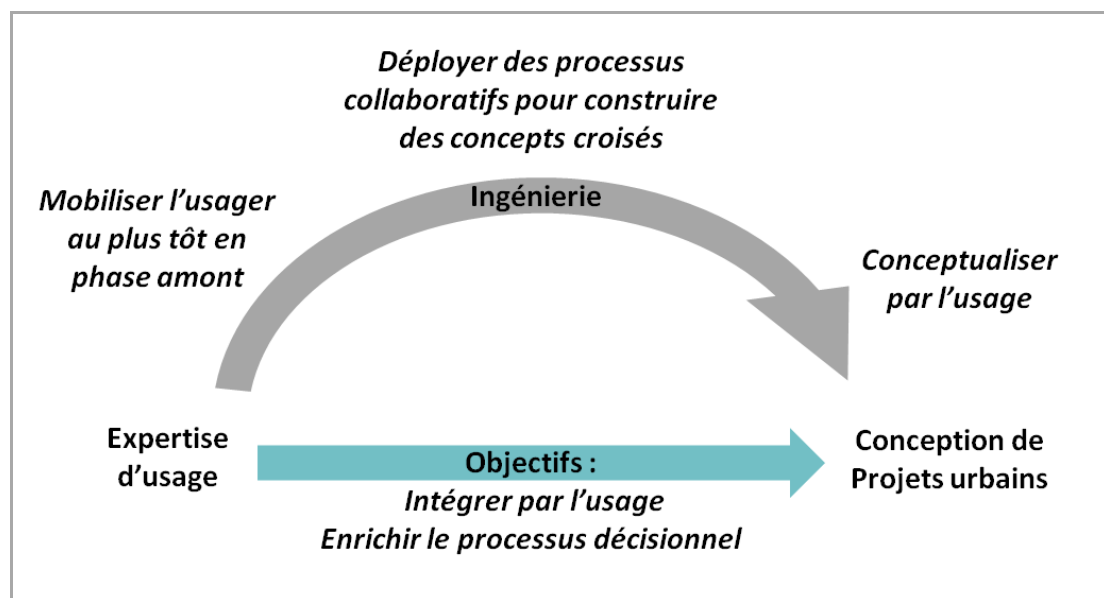 Déployer des processus
collaboratifs pour construire
des concepts croisés
Ingénierie
Mobiliser l’usager
au plus tôt en
phase amont
Conceptualiser
par l’usage
Expertise
d’usage
Objectifs :
Intégrer par l’usage
Enrichir le processus décisionnel
Conception de
Projets urbains